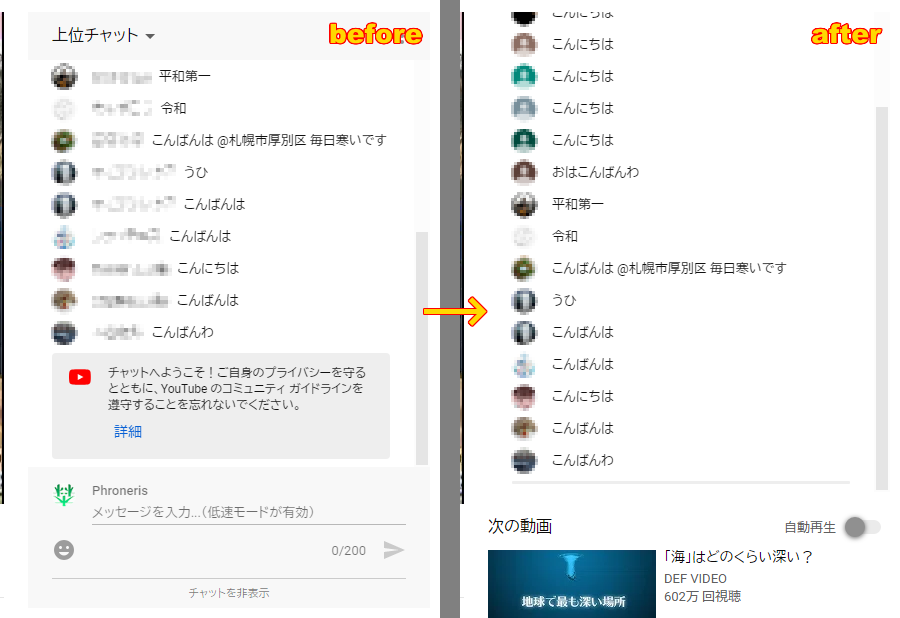 上位チャット
before
平和第一
令和
こんばんは @札幌市厚別区 毎日寒いです
うひ
こんばんは
こんばんは
こんにちは
こんばんは
こんばんわ
チャットへようこそ！ご自身のプライバシーを守る
とともに、YouTube のコミュニティ ガイドラインを
遵守することを忘れないでください。
詳細
Phroneris
メッセージを入力...（低速モードが有効）
0/200
チャットを非表示
after
こんにちは
こんにちは
こんにちは
こんにちは
こんにちは
おはこんばんわ
平和第一
令和
こんばんは @札幌市厚別区 毎日寒いです
うひ
こんばんは
こんばんは
こんにちは
こんばんは
こんばんわ
次の動画
自動再生
地球で最も深い場所
「海」はどのくらい深い？
DEF VIDEO
602万 回視聴